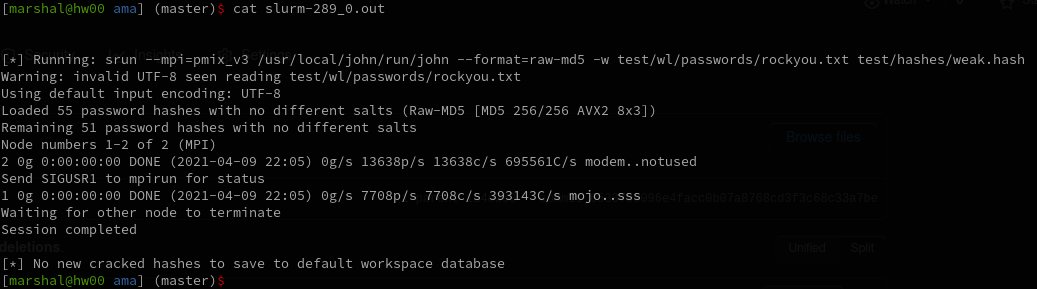 [marshal@hw00 ama] (master)$ cat slurm-289_0.out
[*] Running: srun --mpi=pmix_v3 /usr/local/john/run/john --format=raw-md5 -w test/wl/passwords/rockyou.txt test/hashes/weak.hash
Warning: invalid UTF-8 seen reading test/wl/passwords/rockyou.txt
Using default input encoding: UTF-8
Loaded 55 password hashes with no different salts (Raw-MD5 [MD5 256/256 AVX2 8x3])
Remaining 51 password hashes with no different salts
Node numbers 1-2 of 2 (MPI)
Browse files
2 0g 0:00:00:00 DONE (2021-04-09 22:05) 0g/s 13638p/s 13638c/s 695561C/s modem..notused
Send SIGUSR1 to mpirun for status
1 0g 0:00:00:00 DONE (2021-04-09 22:05) 0g/s 7708p/s 7708c/s 393143C/s mojo..sss
Waiting for other node to terminate
Session completed
deletions.
Unified Split
[*] No new cracked hashes to save to default workspace database
[marshal@hw00 ama] (master)$